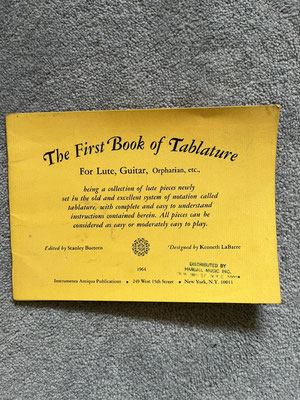 The First Book of Tablature
For Lute, Guitar, Orpharian, etc.,
being a collection of lute pieces newly
set in the old and excellent system of notation called
tablature, with complete and easy to understand
instructions contained herein. All pieces can be
considered as easy or moderately easy to play.
Edited by Stanley Buetens
Designed by Kenneth LaBarre
1964
DISTRIBUTED BY
MANDEL MUSIC INC.
Instrumenta Antiqua Publications • 249 West 15th Street • New York, N.Y. 10011